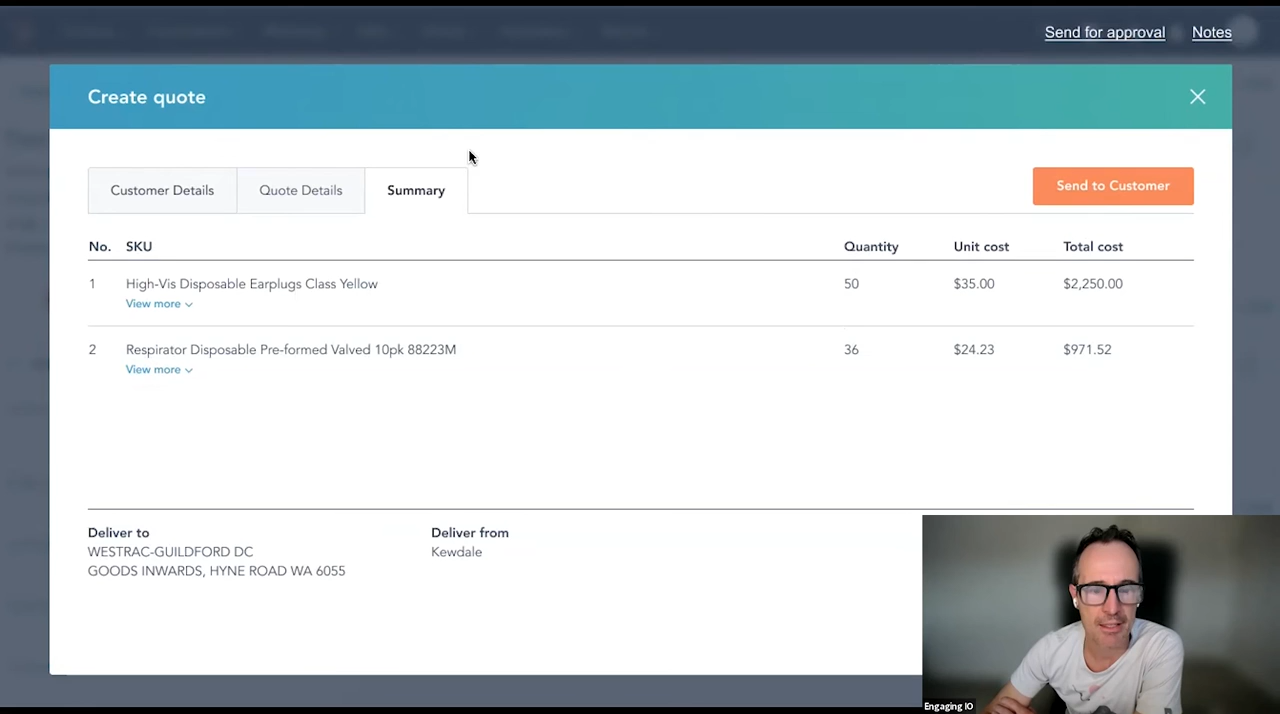 Send for approval
Notes
Create quote
Customer Details
Quote Details
Summary
Send to Customer
No. SKU Quantity Unit cost Total cost
1 High-Vis Disposable Earplugs Class Yellow 50 $35.00 $2,250.00
View more
2 Respirator Disposable Pre-formed Valved 10pk 88223M 36 $24.23 $971.52
View more
Deliver to Deliver from
WESTRAC-GUILDFORD DC Kewdale
GOODS INWARDS, HYNE ROAD WA 6055
Engaging IO